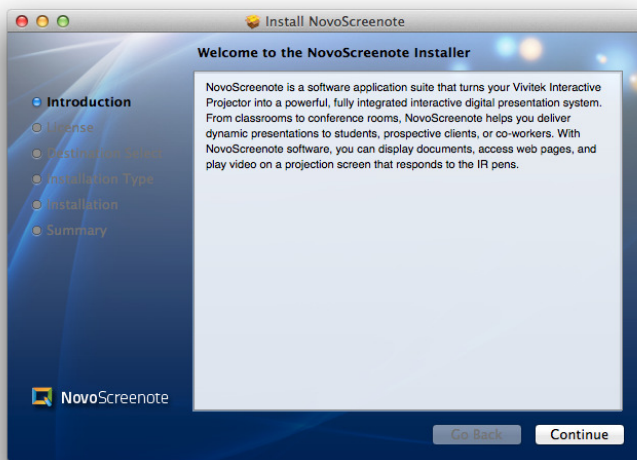 Install NovoScreenote
Welcome to the NovoScreenote Installer
Introduction
License
Destination Select
Installation Type
Installation
Summary
NovoScreenote is a software application suite that turns your Vivitek Interactive
Projector into a powerful, fully integrated interactive digital presentation system.
From classrooms to conference rooms, NovoScreenote helps you deliver
dynamic presentations to students, prospective clients, or co-workers. With
NovoScreenote software, you can display documents, access web pages, and
play video on a projection screen that responds to the IR pens.
NovoScreenote
Go Back
Continue